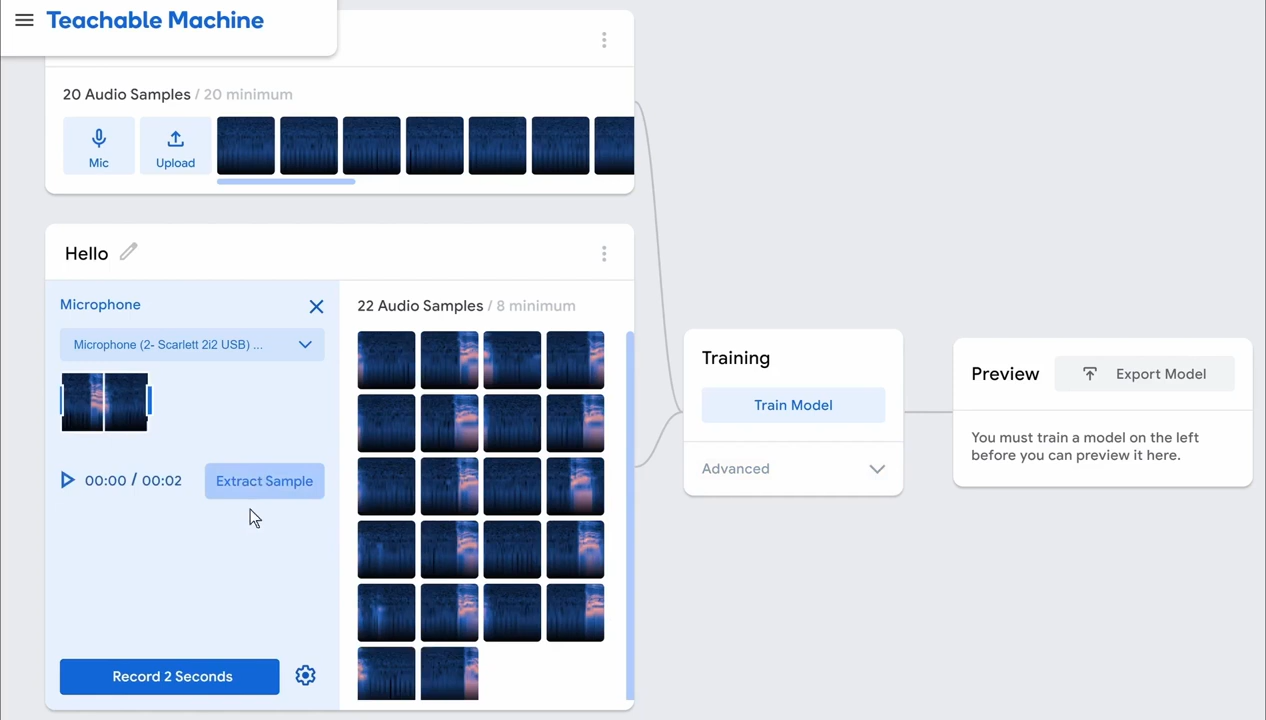 Teachable Machine
20 Audio Samples / 20 minimum
Mic
Upload
Hello
Microphone
Microphone (2- Scarlett 2i2 USB) ...
00:00 / 00:02
Extract Sample
Record 2 Seconds
22 Audio Samples / 8 minimum
Training
Train Model
Advanced
Preview
Export Model
You must train a model on the left
before you can preview it here.